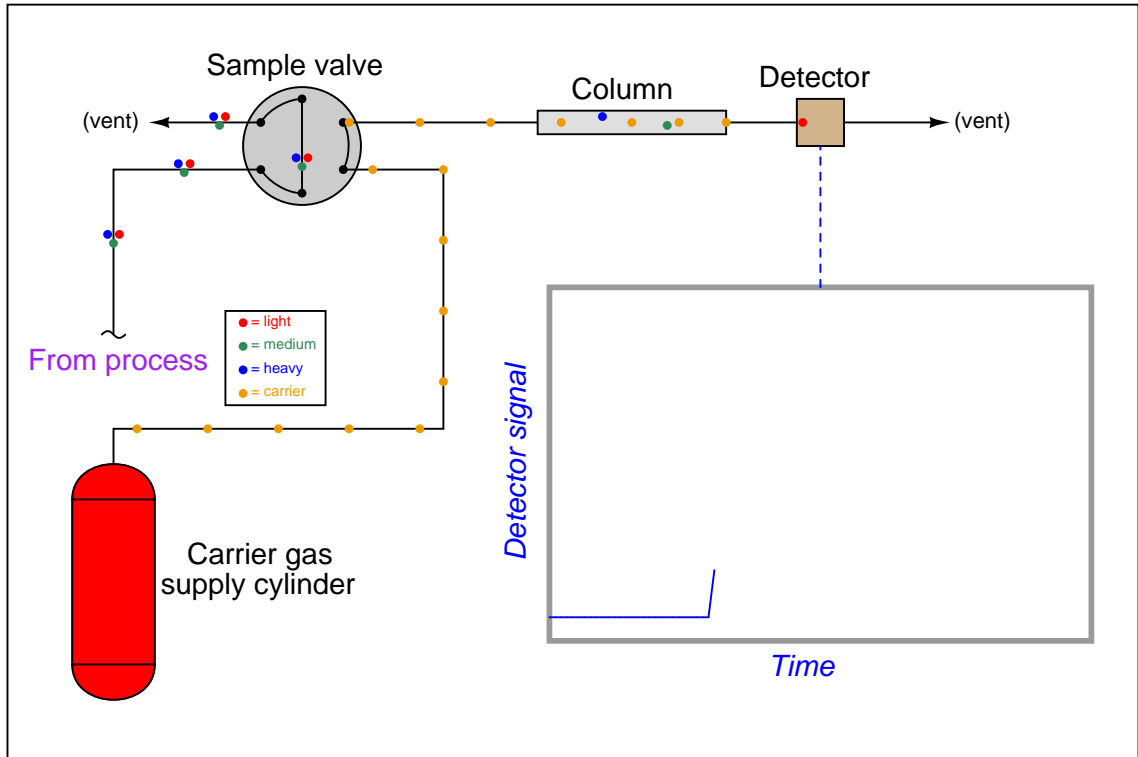 Sample valve
Column
Detector
(vent)
(vent)
From process
= light
= medium
= heavy
= carrier
Carrier gas
supply cylinder
Detector signal
Time